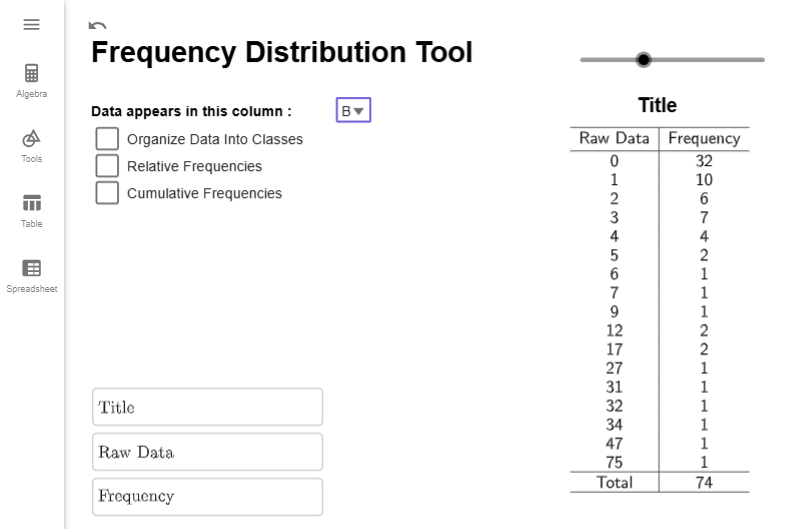 Frequency Distribution Tool
Algebra
Tools
Table
Spreadsheet
Data appears in this column : B
Organize Data Into Classes
Relative Frequencies
Cumulative Frequencies
Title
Raw Data
Frequency
Title
Raw Data Frequency
0 32
1 10
2 6
3 7
4 4
5 2
6 1
7 1
9 1
12 2
17 2
27 1
31 1
32 1
34 1
47 1
75 1
Total 74